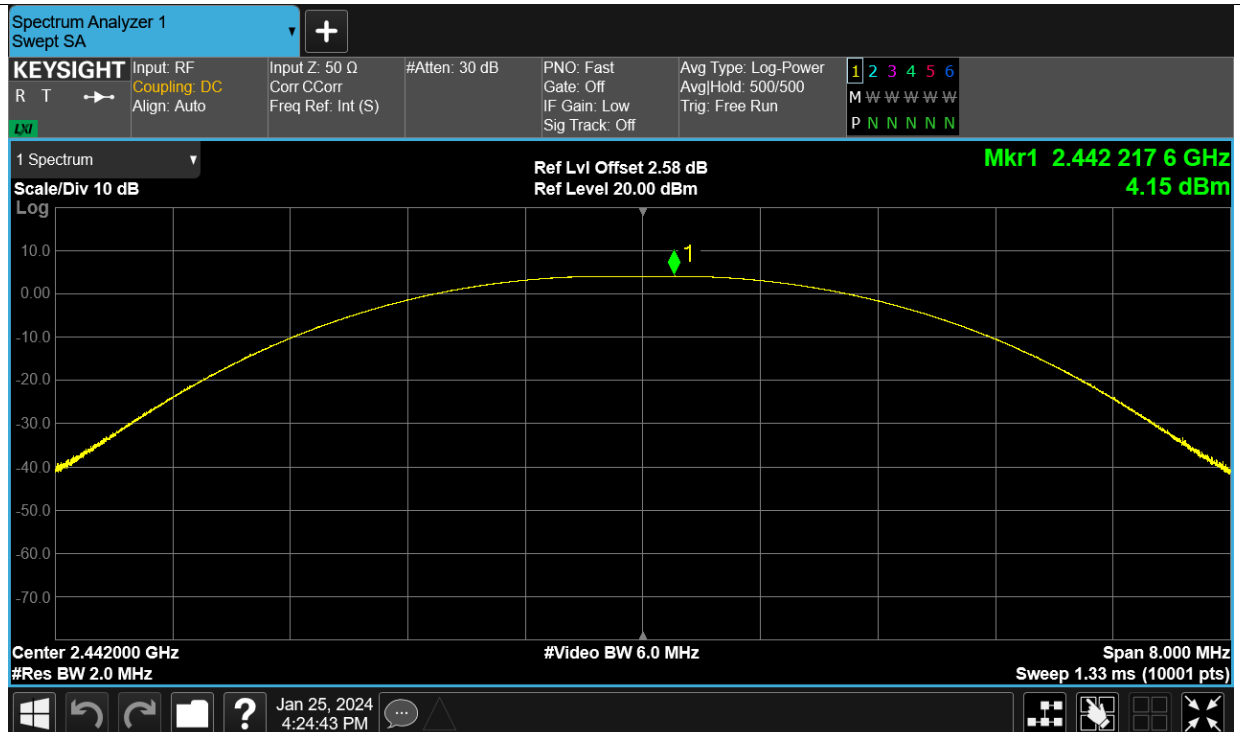 Spectrum Analyzer 1
Swept SA
▼
+
KEYSIGHT
R T
LXI
Input: RF
Coupling: DC
Align: Auto
Input Z: 50 Ω
Corr CCorr
Freq Ref: Int (S)
#Atten: 30 dB
PNO: Fast
Gate: Off
IF Gain: Low
Sig Track: Off
Avg Type: Log-Power
Avg|Hold: 500/500
Trig: Free Run
1 2 3 4 5 6
M W W W W W
P N N N N N
1 Spectrum ▼
Scale/Div 10 dB
Log
Ref Lvl Offset 2.58 dB
Ref Level 20.00 dBm
Mkr1 2.442 217 6 GHz
4.15 dBm
1
10.0
0.00
-10.0
-20.0
-30.0
-40.0
-50.0
-60.0
-70.0
Center 2.442000 GHz
#Res BW 2.0 MHz
#Video BW 6.0 MHz
Span 8.000 MHz
Sweep 1.33 ms (10001 pts)
?
Jan 25, 2024
4:24:43 PM